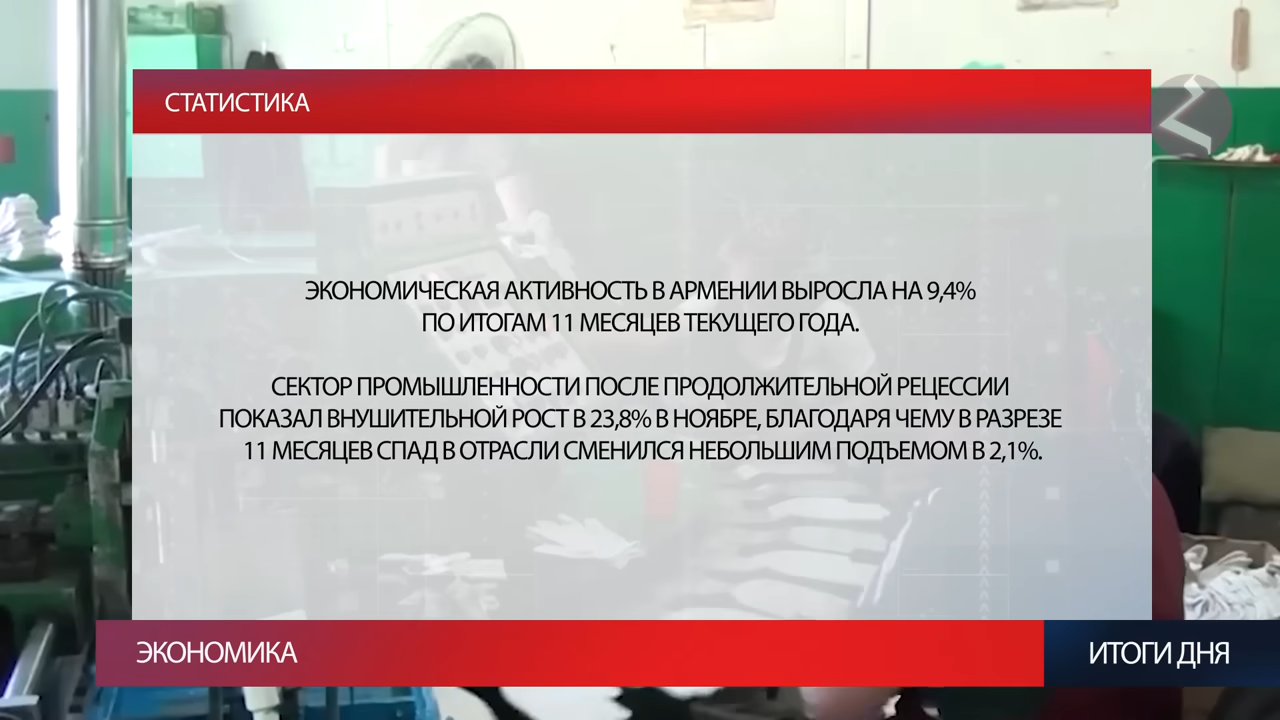 СТАТИСТИКА
ЭКОНОМИЧЕСКАЯ АКТИВНОСТЬ В АРМЕНИИ ВЫРОСЛА НА 9,4%
ПО ИТОГАМ 11 МЕСЯЦЕВ ТЕКУЩЕГО ГОДА.
СЕКТОР ПРОМЫШЛЕННОСТИ ПОСЛЕ ПРОДОЛЖИТЕЛЬНОЙ РЕЦЕССИИ
ПОКАЗАЛ ВНУШИТЕЛЬНОЙ РОСТ В 23,8% В НОЯБРЕ, БЛАГОДАРЯ ЧЕМУ В РАЗРЕЗЕ
11 МЕСЯЦЕВ СПАД В ОТРАСЛИ СМЕНИЛСЯ НЕБОЛЬШИМ ПОДЪЕМОМ В 2,1%.
ЭКОНОМИКА
ИТОГИ ДНЯ